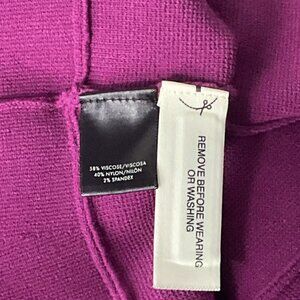 58% VISCOSE/VISCOSA
40% NYLON/NILÓN
2% SPANDEX
REMOVE BEFORE WEARING
OR WASHING